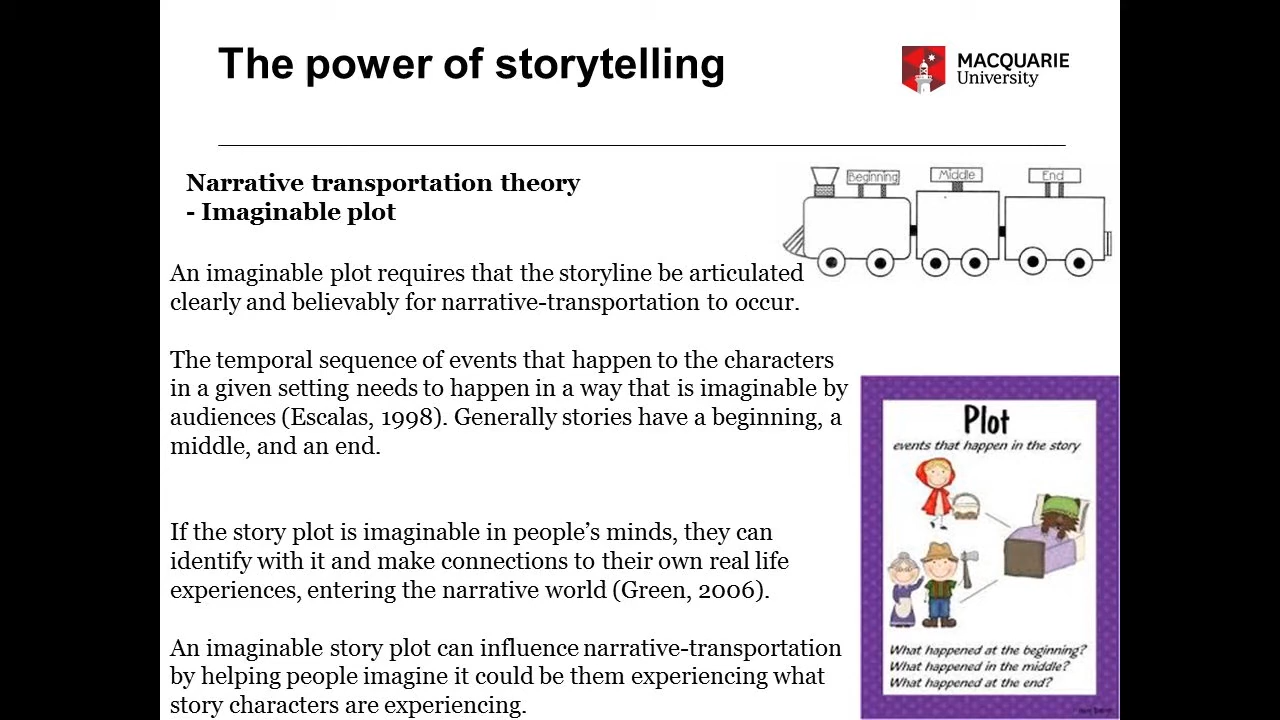 The power of storytelling
MACQUARIE
University
Narrative transportation theory
- Imaginable plot
Beginning
Middle
End
An imaginable plot requires that the storyline be articulated
clearly and believably for narrative-transportation to occur.
The temporal sequence of events that happen to the characters
in a given setting needs to happen in a way that is imaginable by
audiences (Escalas, 1998). Generally stories have a beginning, a
middle, and an end.
If the story plot is imaginable in people’s minds, they can
identify with it and make connections to their own real life
experiences, entering the narrative world (Green, 2006).
An imaginable story plot can influence narrative-transportation
by helping people imagine it could be them experiencing what
story characters are experiencing.
Plot
events that happen in the story
What happened at the beginning?
What happened in the middle?
What happened at the end?